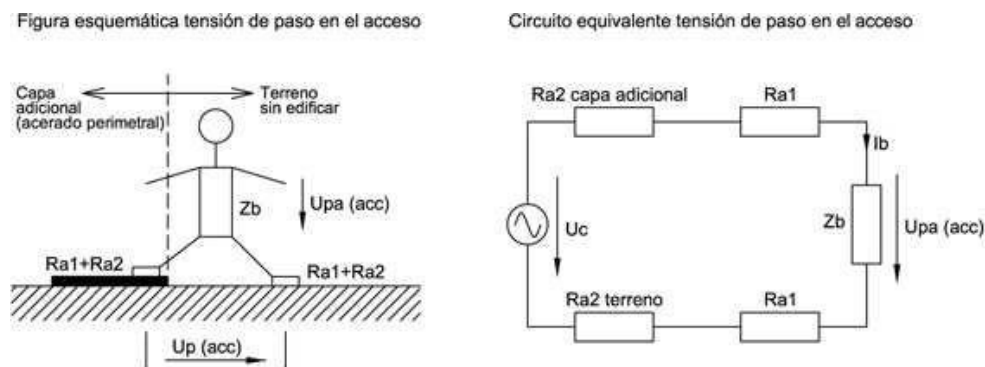 Figura esquemática tensión de paso en el acceso
Capa
adicional
(acerado perimetral)
Terreno
sin edificar
Zb
Upa (acc)
Ra1+Ra2
Ra1+Ra2
Up (acc)
Circuito equivalente tensión de paso en el acceso
Ra2 capa adicional
Ra1
Ib
Uc
Zb
Upa (acc)
Ra2 terreno
Ra1